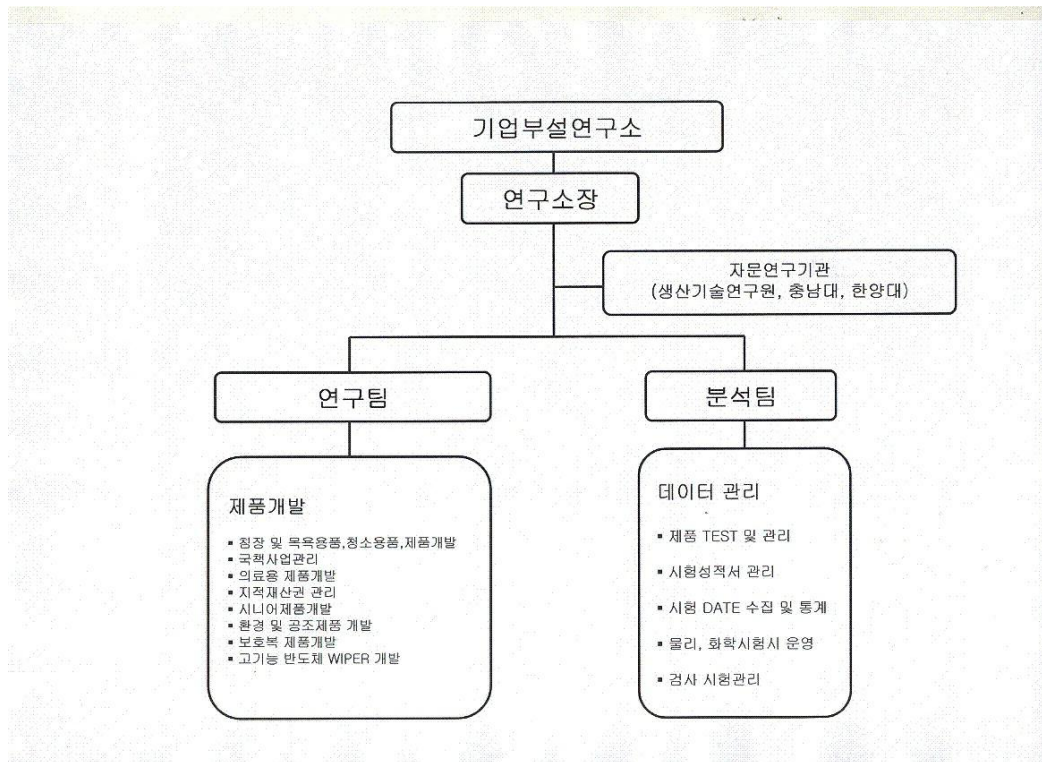 기업부설연구소
연구소장
자문연구기관
(생산기술연구원, 충남대, 한양대)
연구팀
분석팀
제품개발
▪ 침장 및 목욕용품,청소용품,제품개발
▪ 국책사업관리
▪ 의료용 제품개발
▪ 지적재산권 관리
▪ 시니어제품개발
▪ 환경 및 공조제품 개발
▪ 보호복 제품개발
▪ 고기능 반도체 WIPER 개발
데이터 관리
▪ 제품 TEST 및 관리
▪ 시험성적서 관리
▪ 시험 DATE 수집 및 통계
▪ 물리, 화학시험시 운영
▪ 검사 시험관리